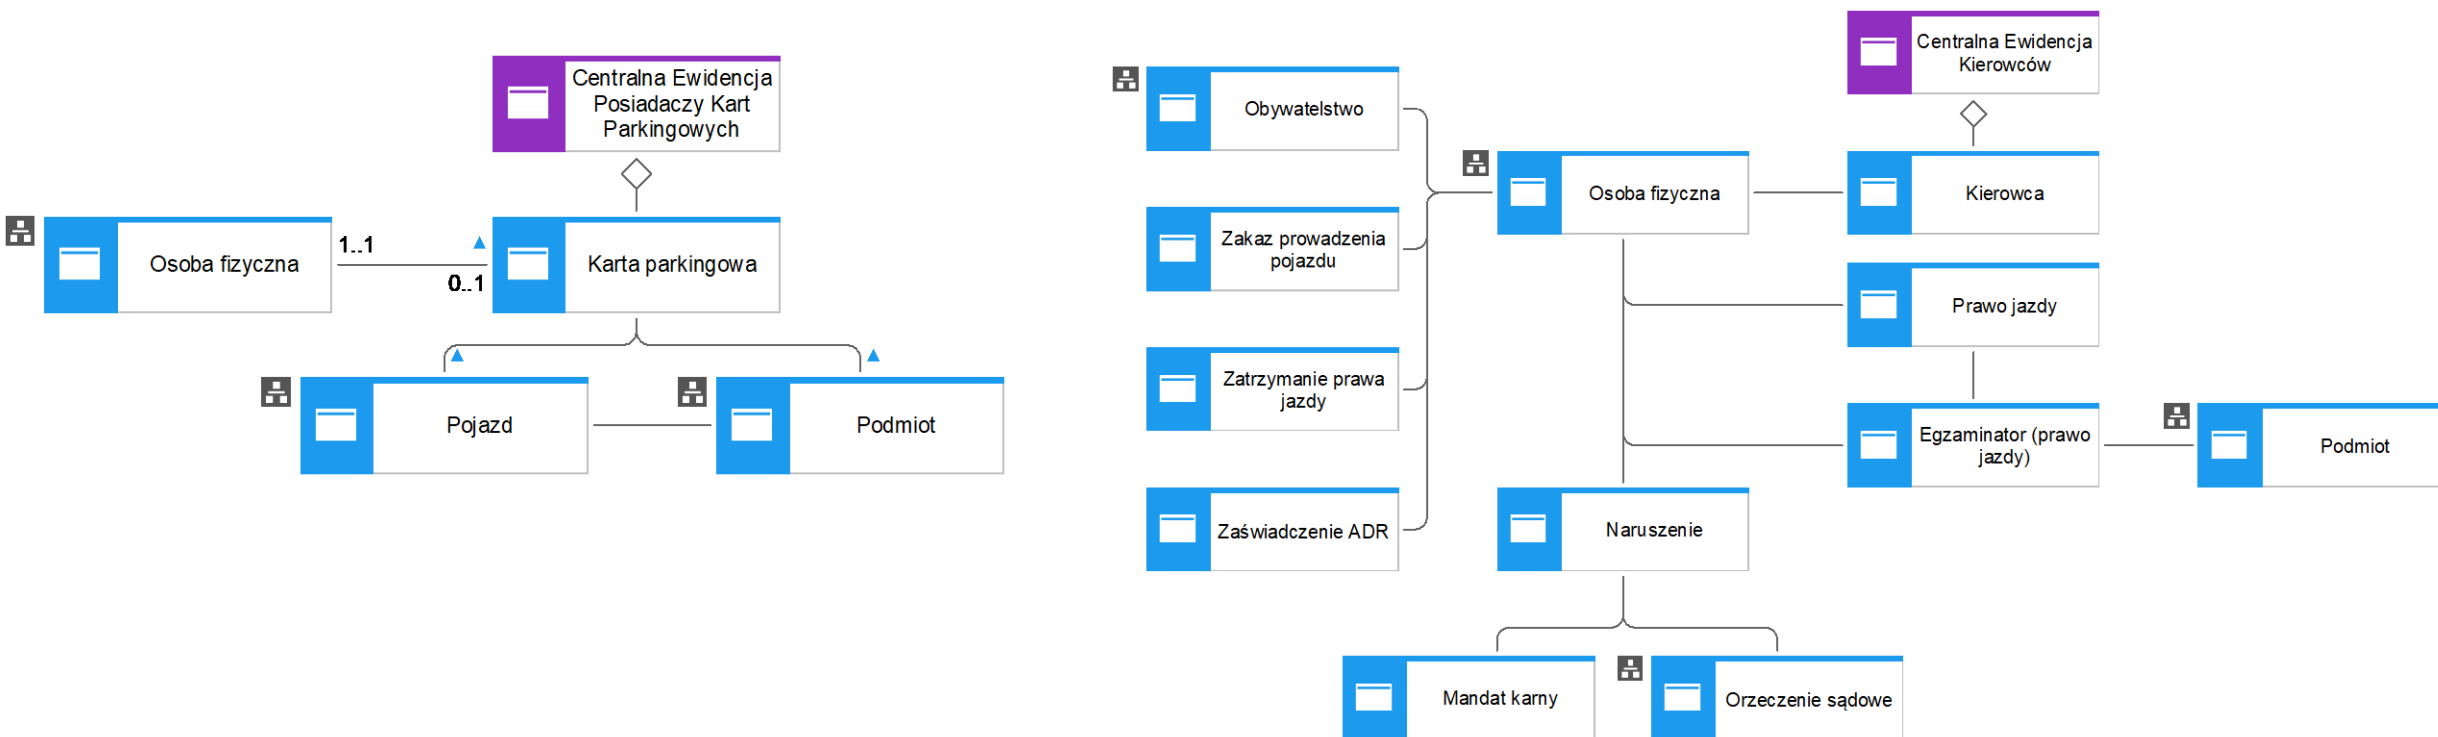 Centralna Ewidencja
Posiadaczy Kart
Parkingowych
Osoba fizyczna
1..1
0..1
Karta parkingowa
Pojazd
Podmiot
Centralna Ewidencja
Kierowców
Obywatelstwo
Osoba fizyczna
Kierowca
Zakaz prowadzenia
pojazdu
Prawo jazdy
Zatrzymanie prawa
jazdy
Egzaminator (prawo
jazdy)
Podmiot
Zaświadczenie ADR
Naruszenie
Mandat karny
Orzeczenie sądowe